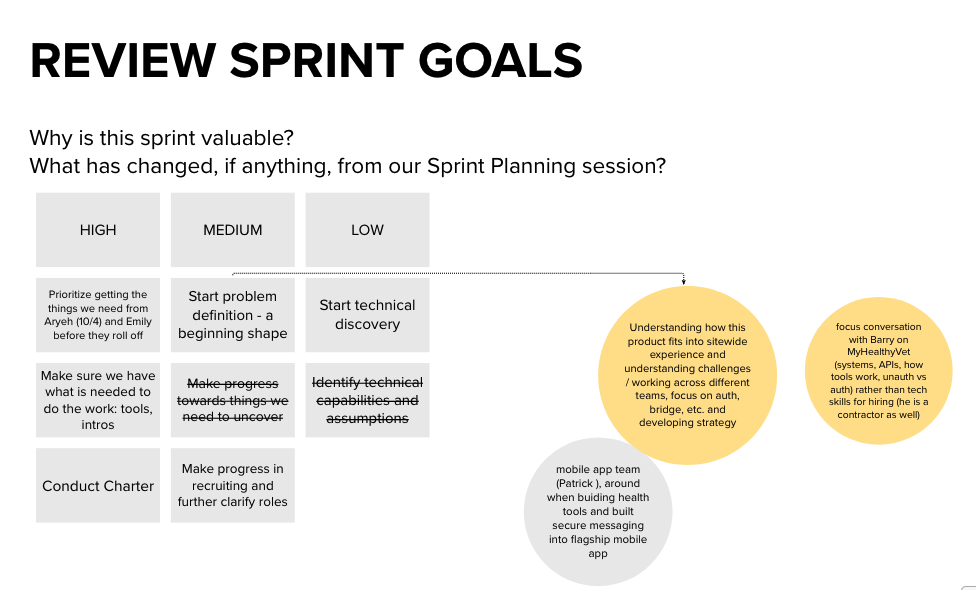 REVIEW SPRINT GOALS
Why is this sprint valuable?
What has changed, if anything, from our Sprint Planning session?
HIGH
MEDIUM
LOW
Prioritize getting the
things we need from
Aryeh (10/4) and Emily
before they roll off
Start problem
definition - a
beginning shape
Start technical
discovery
Make sure we have
what is needed to
do the work: tools,
intros
Make progress
towards things we
need to uncover
Identify technical
capabilities and
assumptions
Conduct Charter
Make progress in
recruiting and
further clarify roles
Understanding how this
product fits into sitewide
experience and
understanding challenges
/ working across different
teams, focus on auth,
bridge, etc. and
developing strategy
focus conversation
with Barry on
MyHealthyVet
(systems, APIs, how
tools work, unauth vs
auth) rather than tech
skills for hiring (he is a
contractor as well)
mobile app team
(Patrick ), around
when buiding health
tools and built
secure messaging
into flagship mobile
app